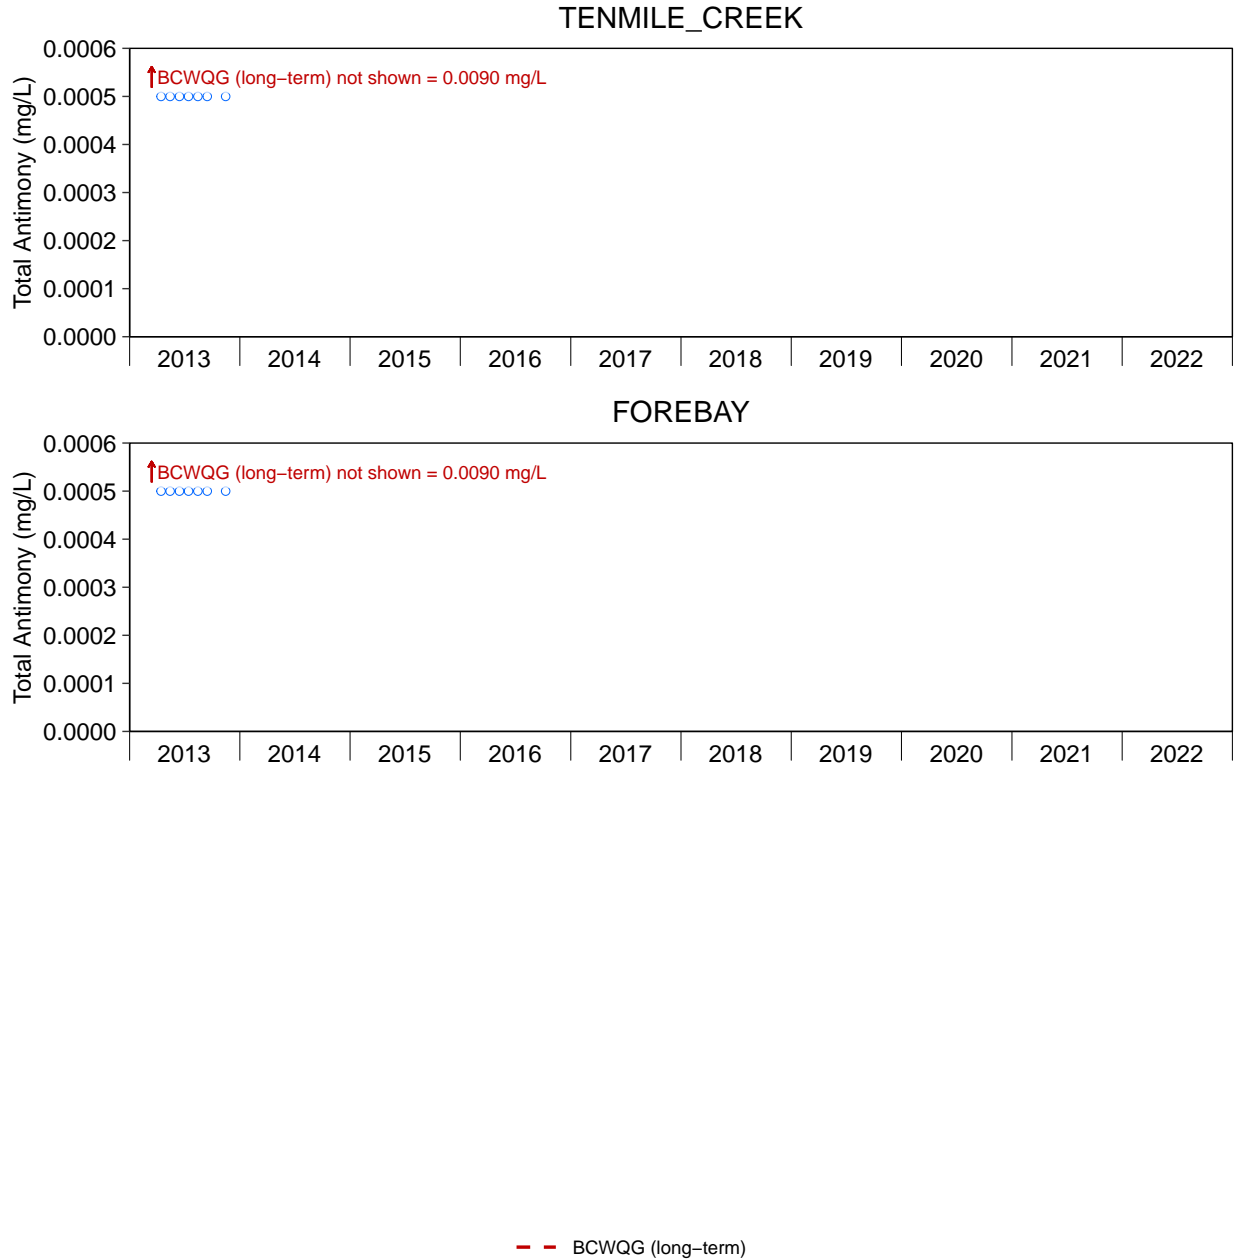 TENMILE_CREEK
Total Antimony (mg/L)
0.0006
0.0005
0.0004
0.0003
0.0002
0.0001
0.0000
BCWQG (long−term) not shown = 0.0090 mg/L
2013 2014 2015 2016 2017 2018 2019 2020 2021 2022
FOREBAY
Total Antimony (mg/L)
0.0006
0.0005
0.0004
0.0003
0.0002
0.0001
0.0000
BCWQG (long−term) not shown = 0.0090 mg/L
2013 2014 2015 2016 2017 2018 2019 2020 2021 2022
BCWQG (long−term)